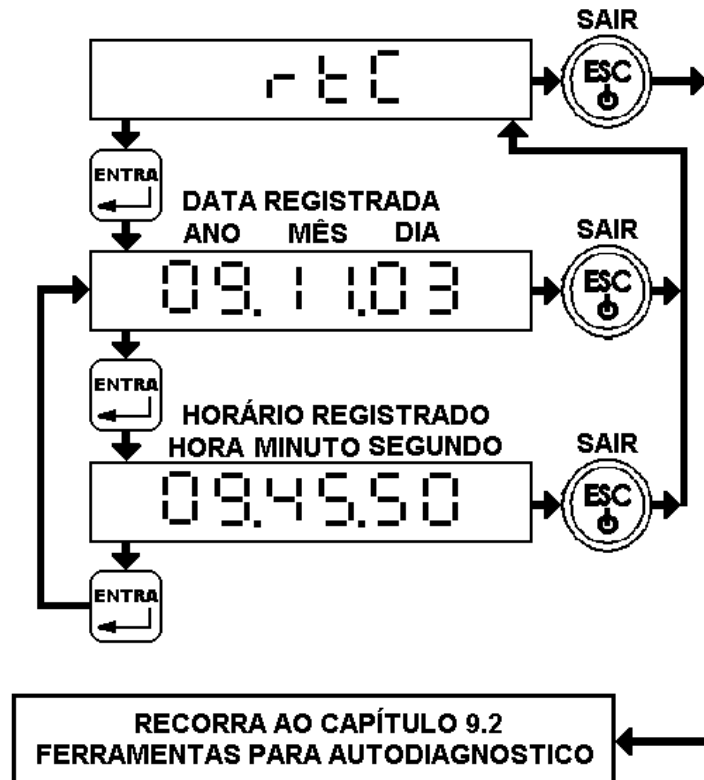 SAIR
rtC
ESC
ENTRA
DATA REGISTRADA
ANO MÊS DIA
SAIR
09.11.03
ESC
ENTRA
HORÁRIO REGISTRADO
HORA MINUTO SEGUNDO
SAIR
09.45.50
ESC
ENTRA
RECORRA AO CAPÍTULO 9.2
FERRAMENTAS PARA AUTODIAGNOSTICO